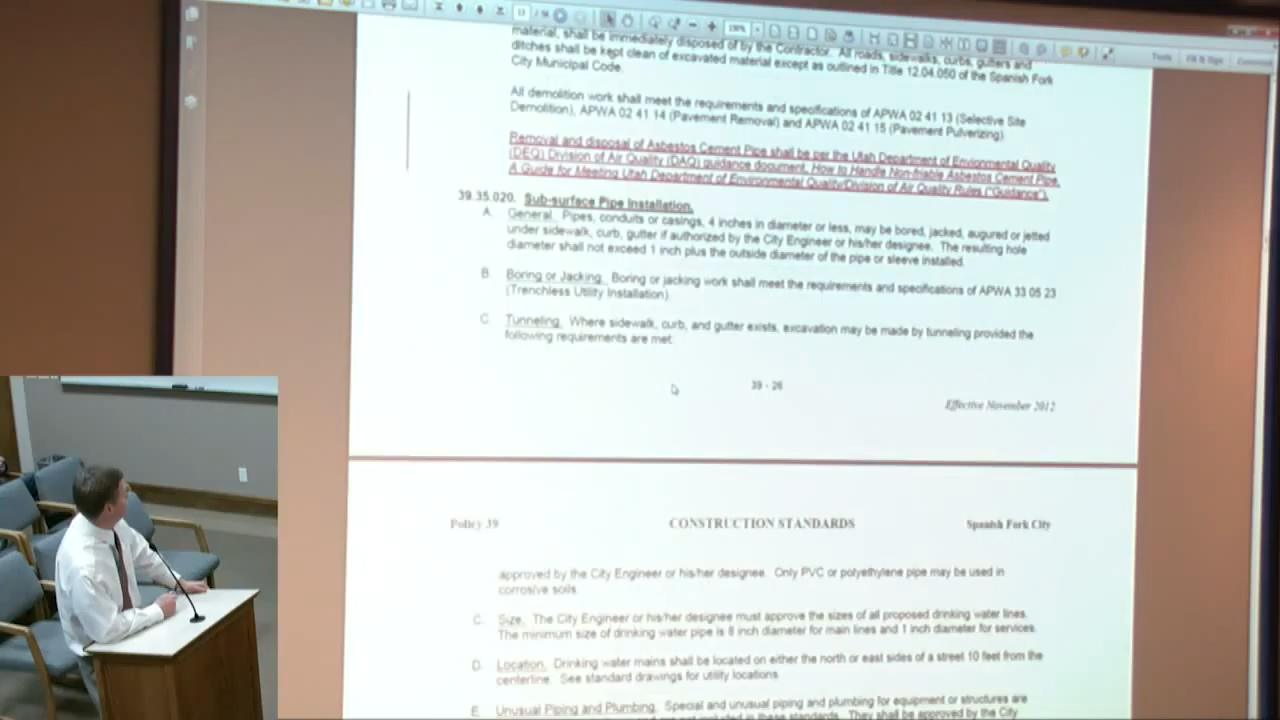 material, shall be immediately disposed of by the Contractor. All roads, sidewalks, curbs, gutters and
ditches shall be kept clean of excavated material except as outlined in Title 12.04.050 of the Spanish Fork
City Municipal Code.
All demolition work shall meet the requirements and specifications of APWA 02 41 13 (Selective Site
Demolition), APWA 02 41 14 (Pavement Removal) and APWA 02 41 15 (Pavement Pulverizing).
Removal and disposal of Asbestos Cement Pipe shall be per the Utah Department of Environmental Quality
(DEQ) Division of Air Quality (DAQ) guidance document, How to Handle Non-friable Asbestos Cement Pipe,
A Guide for Meeting Utah Department of Environmental Quality/Division of Air Quality Rules ("Guidance").
39.35.020. Sub-surface Pipe Installation.
A. General. Pipes, conduits or casings, 4 inches in diameter or less, may be bored, jacked, augured or jetted
under sidewalk, curb, gutter if authorized by the City Engineer or his/her designee. The resulting hole
diameter shall not exceed 1 inch plus the outside diameter of the pipe or sleeve installed.
B. Boring or Jacking. Boring or jacking work shall meet the requirements and specifications of APWA 33 05 23
(Trenchless Utility Installation).
C. Tunneling. Where sidewalk, curb, and gutter exists, excavation may be made by tunneling provided the
following requirements are met:
39 - 26
Effective November 2012
Policy 39 CONSTRUCTION STANDARDS Spanish Fork City
approved by the City Engineer or his/her designee. Only PVC or polyethylene pipe may be used in
corrosive soils.
C. Size. The City Engineer or his/her designee must approve the sizes of all proposed drinking water lines.
The minimum size of drinking water pipe is 8 inch diameter for main lines and 1 inch diameter for services.
D. Location. Drinking water mains shall be located on either the north or east sides of a street 10 feet from the
centerline. See standard drawings for utility locations.
E. Unusual Piping and Plumbing. Special and unusual piping and plumbing for equipment or structures are
not included in these standards. They shall be approved by the City